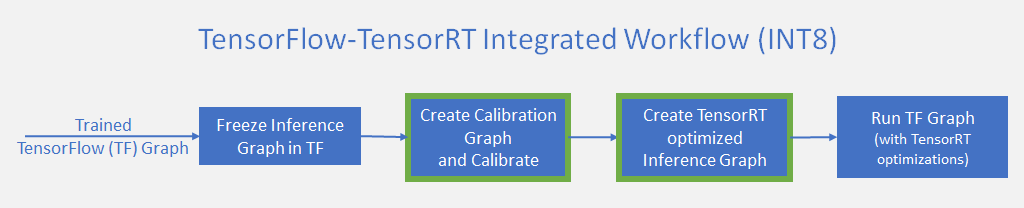 TensorFlow-TensorRT Integrated Workflow (INT8)
Trained
TensorFlow (TF) Graph
Freeze Inference
Graph in TF
Create Calibration
Graph
and Calibrate
Create TensorRT
optimized
Inference Graph
Run TF Graph
(with TensorRT
optimizations)